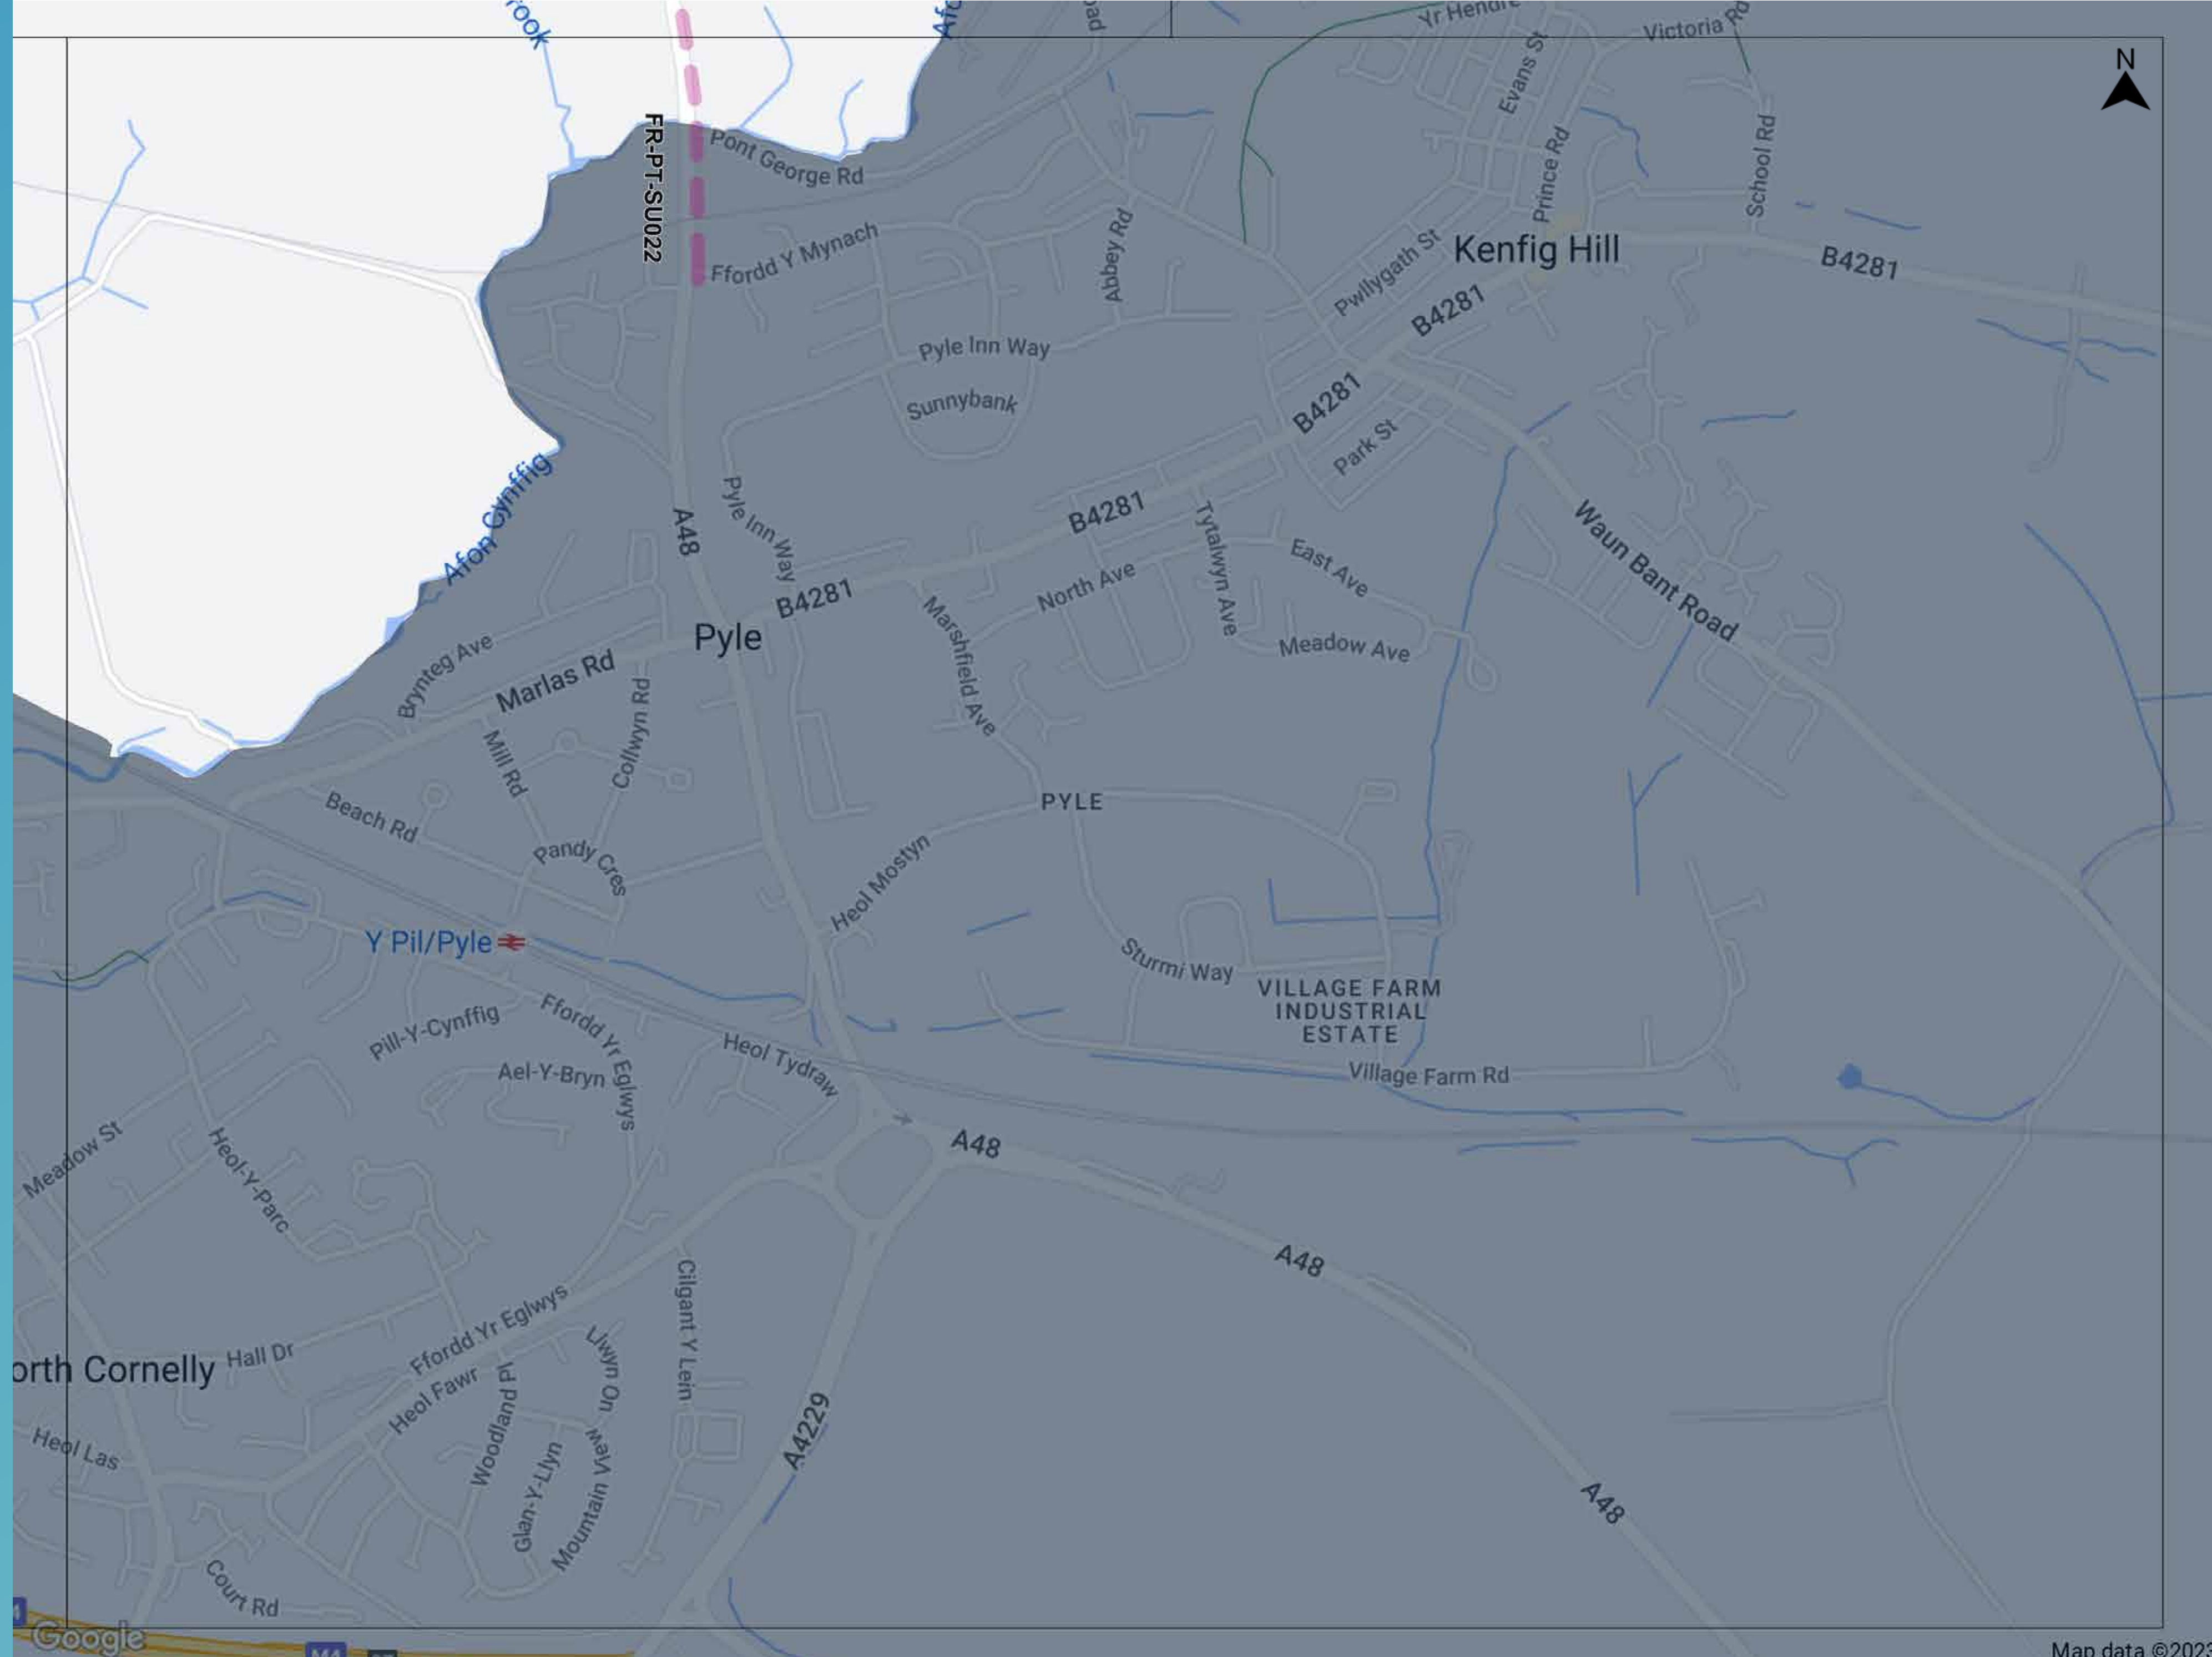 Yr Hendre
Victoria Rd
Evans St
N
FR-PT-SU022
Pont George Rd
Prince Rd
School Rd
Abbey Rd
Ffordd Y Mynach
Pwllygath St
Kenfig Hill
B4281
B4281
Pyle Inn Way
Sunnybank
B4281
Park St
Afon Cynffig
A48
Pyle Inn Way
B4281
Tytalwyn Ave
East Ave
Waun Bant Road
North Ave
B4281
Marshfield Ave
Pyle
Meadow Ave
Brynteg Ave
Marlas Rd
Collwyn Rd
Mill Rd
Beach Rd
PYLE
Pandy Cres
Heol Mostyn
Y Pil/Pyle
Sturmi Way
VILLAGE FARM
INDUSTRIAL
ESTATE
Pill-Y-Cynffig
Ffordd Yr Eglwys
Heol Tydraw
Ael-Y-Bryn
Village Farm Rd
Meadow St
Heol-Y-Parc
A48
A48
Cilgant Y Lein
Ffordd Yr Eglwys
Hall Dr
orth Cornelly
Heol Fawr
Llwyn On
Woodland Pl
A4229
Heol Las
Glan-Y-Llyn
Mountain View
A48
Court Rd
Google
M4
Map data ©2023